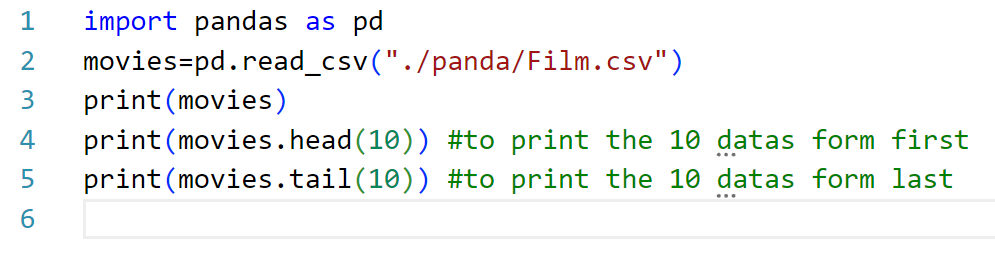 1 import pandas as pd
2 movies=pd.read_csv("./panda/Film.csv")
3 print(movies)
4 print(movies.head(10)) #to print the 10 datas form first
5 print(movies.tail(10)) #to print the 10 datas form last
6